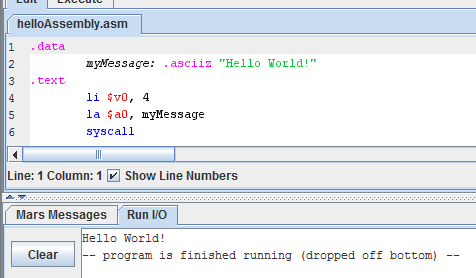 Edit Execute
helloAssembly.asm
1 .data
2 myMessage: .asciiz "Hello World!"
3 .text
4 li $v0, 4
5 la $a0, myMessage
6 syscall
Line: 1 Column: 1 Show Line Numbers
Mars Messages Run I/O
Clear
Hello World!
-- program is finished running (dropped off bottom) --